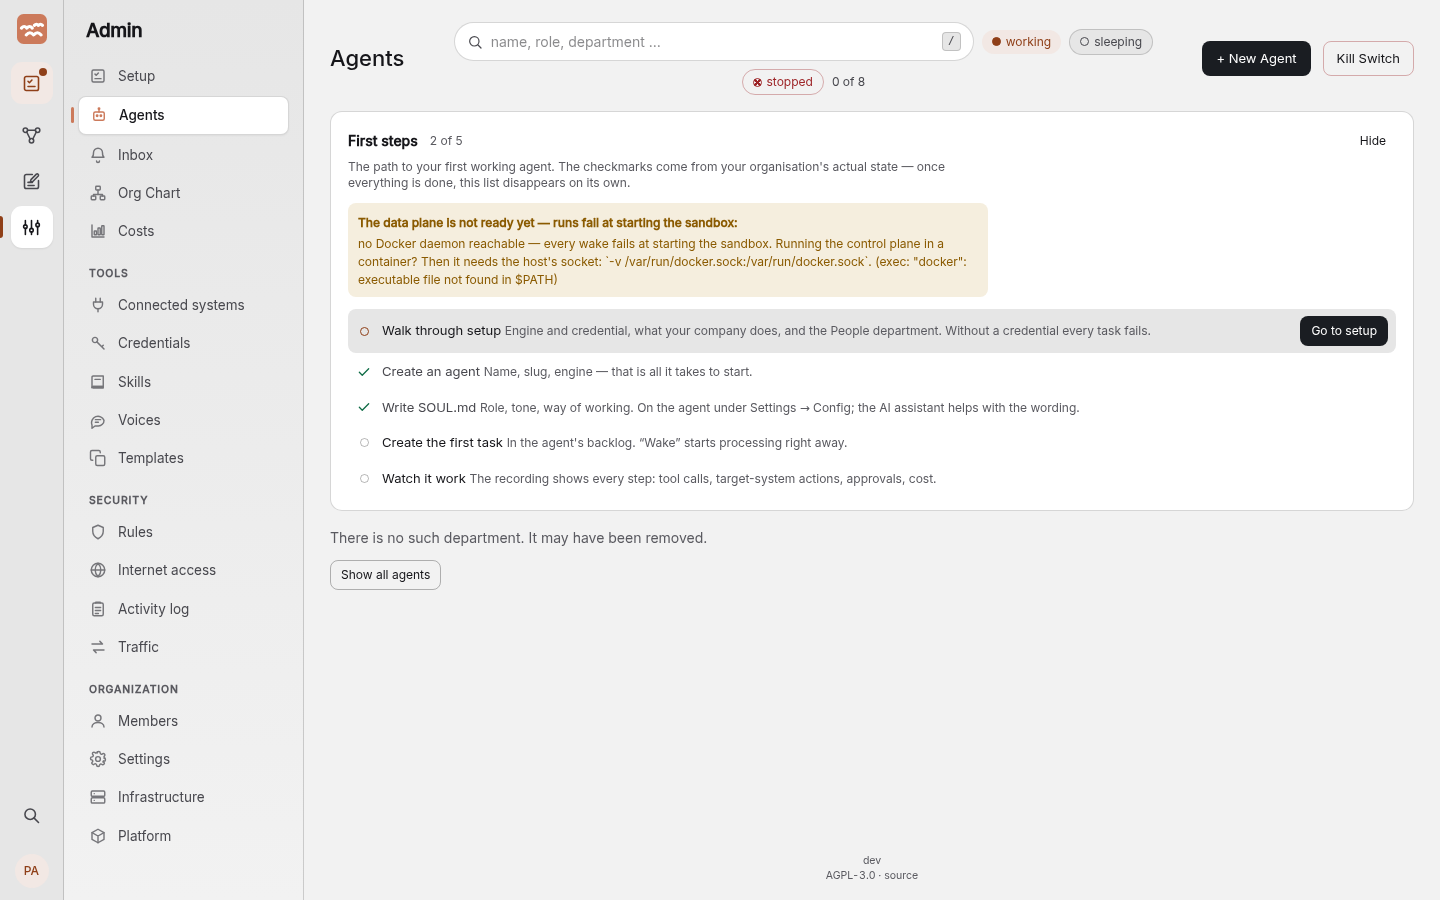 Admin
Setup
Agents
Inbox
Org Chart
Costs
TOOLS
Connected systems
Credentials
Skills
Voices
Templates
SECURITY
Rules
Internet access
Activity log
Traffic
ORGANIZATION
Members
Settings
Infrastructure
Platform
PA
Agents
name, role, department ...
/
working
sleeping
stopped
0 of 8
+ New Agent
Kill Switch
First steps 2 of 5
Hide
The path to your first working agent. The checkmarks come from your organisation's actual state — once
everything is done, this list disappears on its own.
The data plane is not ready yet — runs fail at starting the sandbox:
no Docker daemon reachable — every wake fails at starting the sandbox. Running the control plane in a
container? Then it needs the host's socket: `-v /var/run/docker.sock:/var/run/docker.sock`. (exec: "docker":
executable file not found in $PATH)
Walk through setup Engine and credential, what your company does, and the People department. Without a credential every task fails.
Go to setup
Create an agent Name, slug, engine — that is all it takes to start.
Write SOUL.md Role, tone, way of working. On the agent under Settings → Config; the AI assistant helps with the wording.
Create the first task In the agent's backlog. “Wake” starts processing right away.
Watch it work The recording shows every step: tool calls, target-system actions, approvals, cost.
There is no such department. It may have been removed.
Show all agents
dev
AGPL-3.0 · source